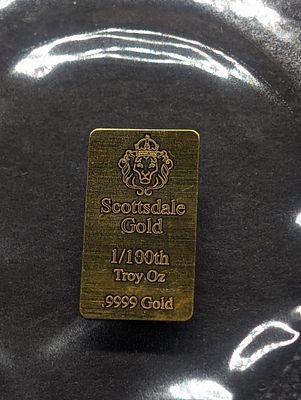 Scottsdale
Gold
1/100th
Troy Oz
.9999 Gold